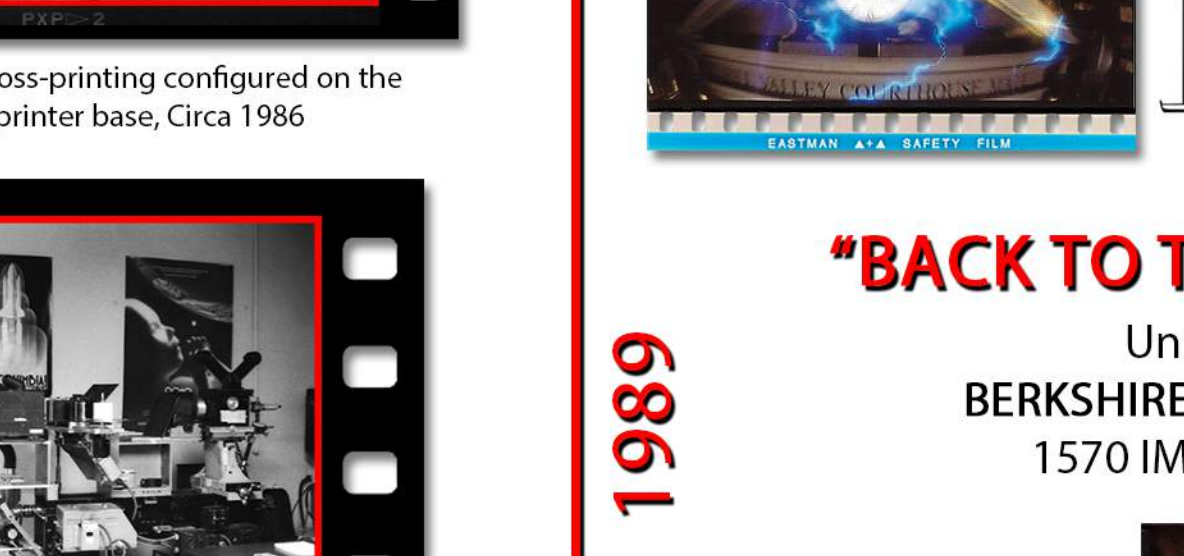 PXP 2
oss-printing configured on the
printer base, Circa 1986
VALLEY COURTHOUSE
EASTMAN SAFETY FILM
"BACK TO T
1989
Un
BERKSHIRE
1570 IM